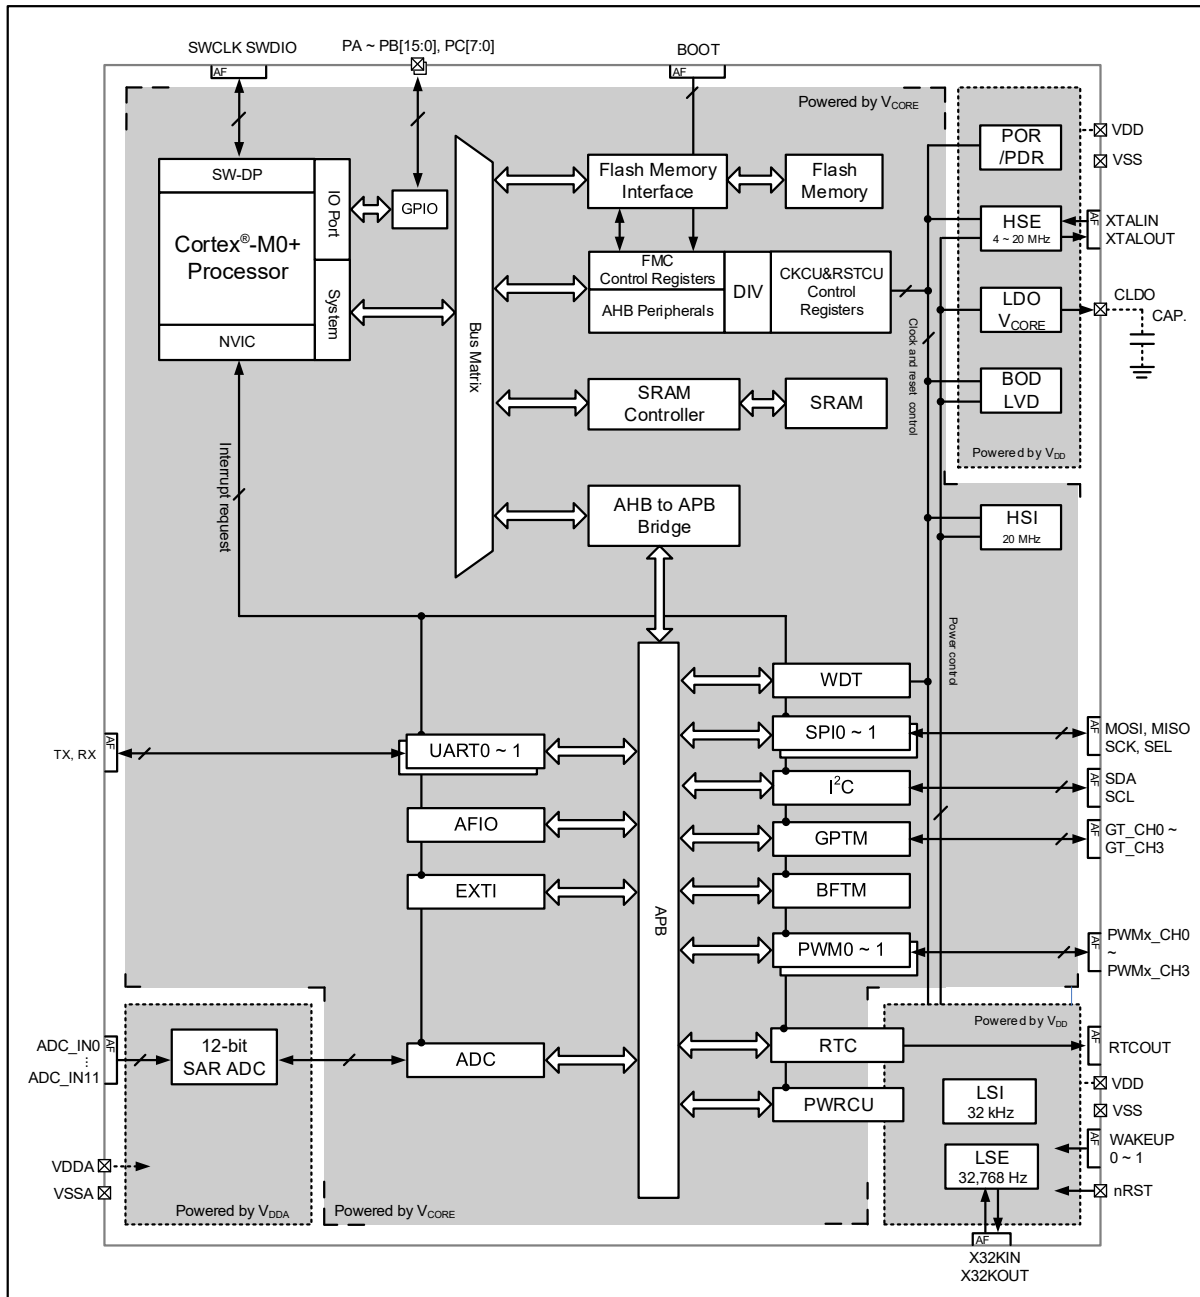 SWCLK SWDIO
PA ~ PB[15:0], PC[7:0]
BOOT
AF
AF
Powered by VCORE
POR
/PDR
VDD
VSS
SW-DP
IO Port
GPIO
Cortex®-M0+
Processor
System
NVIC
Bus Matrix
Flash Memory
Interface
Flash
Memory
FMC
Control Registers
AHB Peripherals
DIV
CKCU&RSTCU
Control
Registers
HSE
4 ~ 20 MHz
AF
XTALIN
XTALOUT
LDO
VCORE
CLDO
CAP.
Clock and reset control
BOD
LVD
Powered by VDD
SRAM
Controller
SRAM
Interrupt request
AHB to APB
Bridge
HSI
20 MHz
Power control
APB
WDT
SPI0 ~ 1
AF
MOSI, MISO
SCK, SEL
TX, RX
AF
UART0 ~ 1
I2C
AF
SDA
SCL
AFIO
GPTM
AF
GT_CH0 ~
GT_CH3
EXTI
BFTM
PWM0 ~ 1
AF
PWMx_CH0
~
PWMx_CH3
Powered by VDD
ADC_IN0
⋮
ADC_IN11
AF
12-bit
SAR ADC
ADC
RTC
AF
RTCOUT
LSI
32 kHz
VDD
VSS
PWRCU
AF
WAKEUP
0 ~ 1
LSE
32,768 Hz
nRST
VDDA
VSSA
Powered by VDDA
Powered by VCORE
AF
X32KIN
X32KOUT